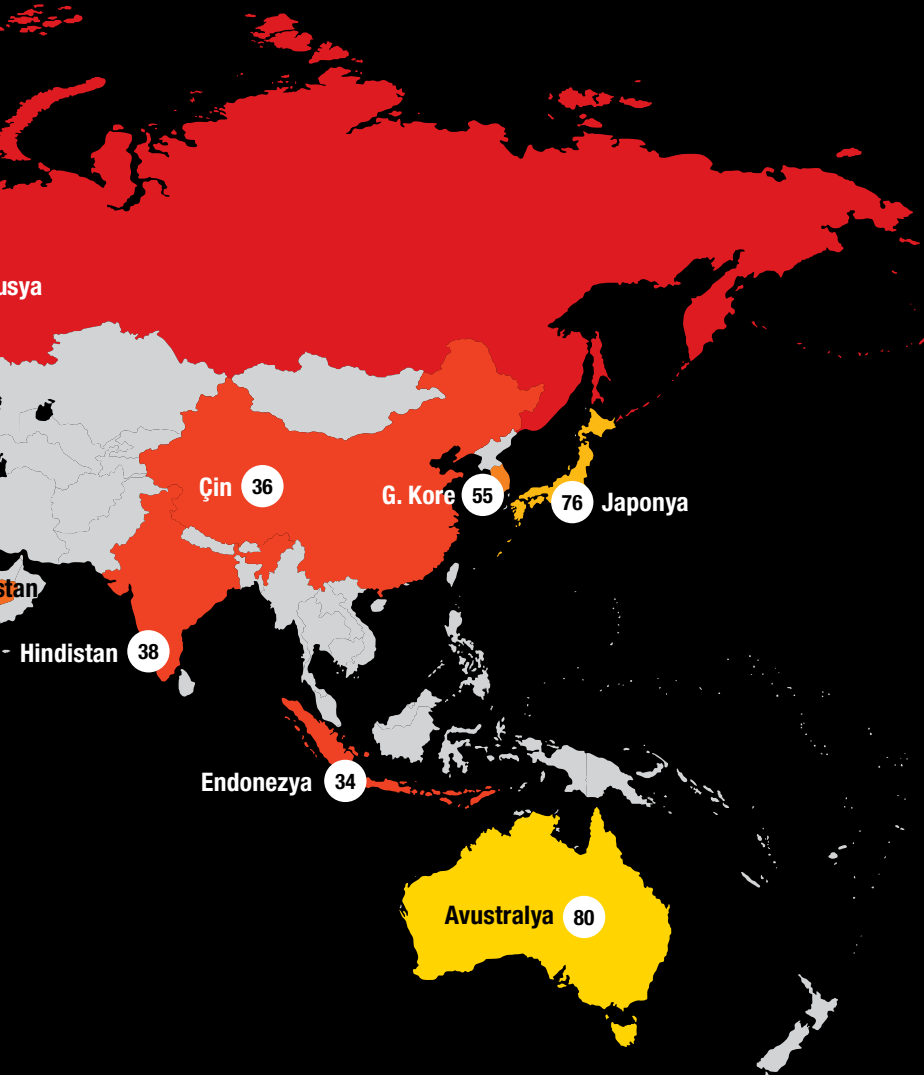 usya
Çin 36
G. Kore 55
76 Japonya
stan
Hindistan 38
Endonezya 34
Avustralya 80